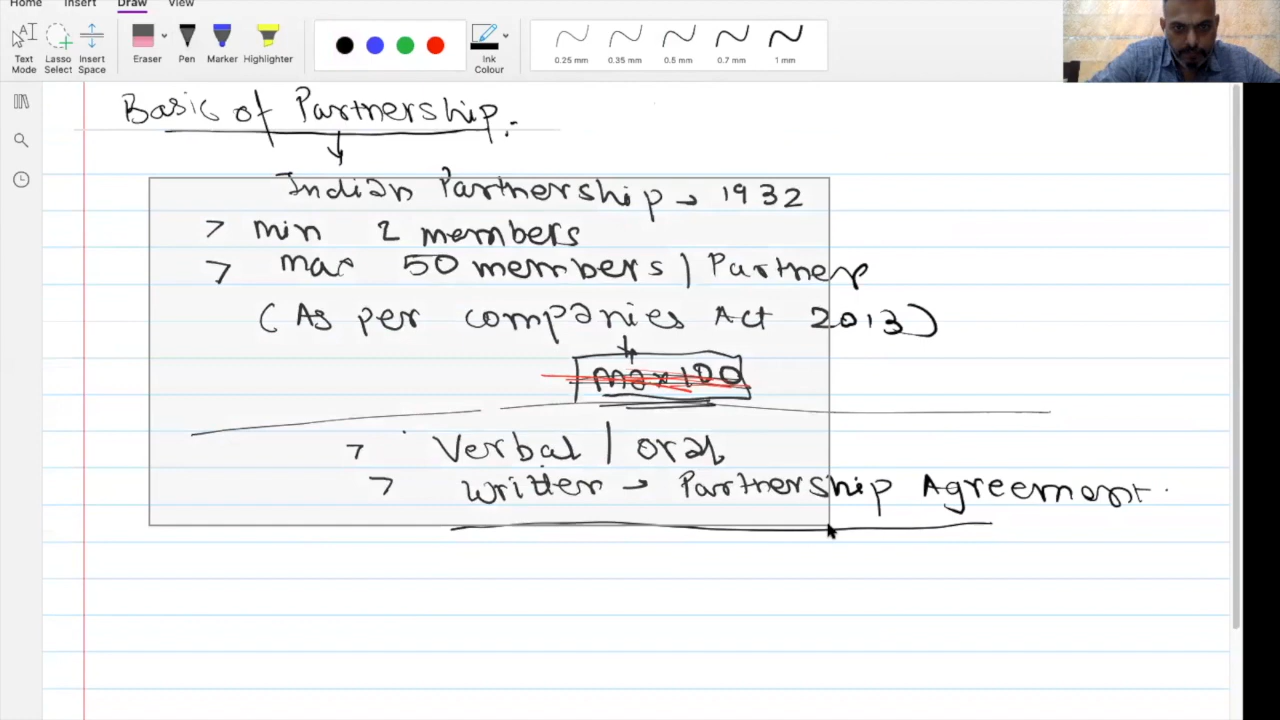 Home Insert Draw View
Text Mode Lasso Select Insert Space Eraser Pen Marker Highlighter Ink Colour 0.25 mm 0.35 mm 0.5 mm 0.7 mm 1 mm
Basic of Partnership.
Indian Partnership → 1932
> min 2 members
> max 50 members | Partner
(As per companies Act 2013)
max 100
> Verbal | oral
> written → Partnership Agreement.